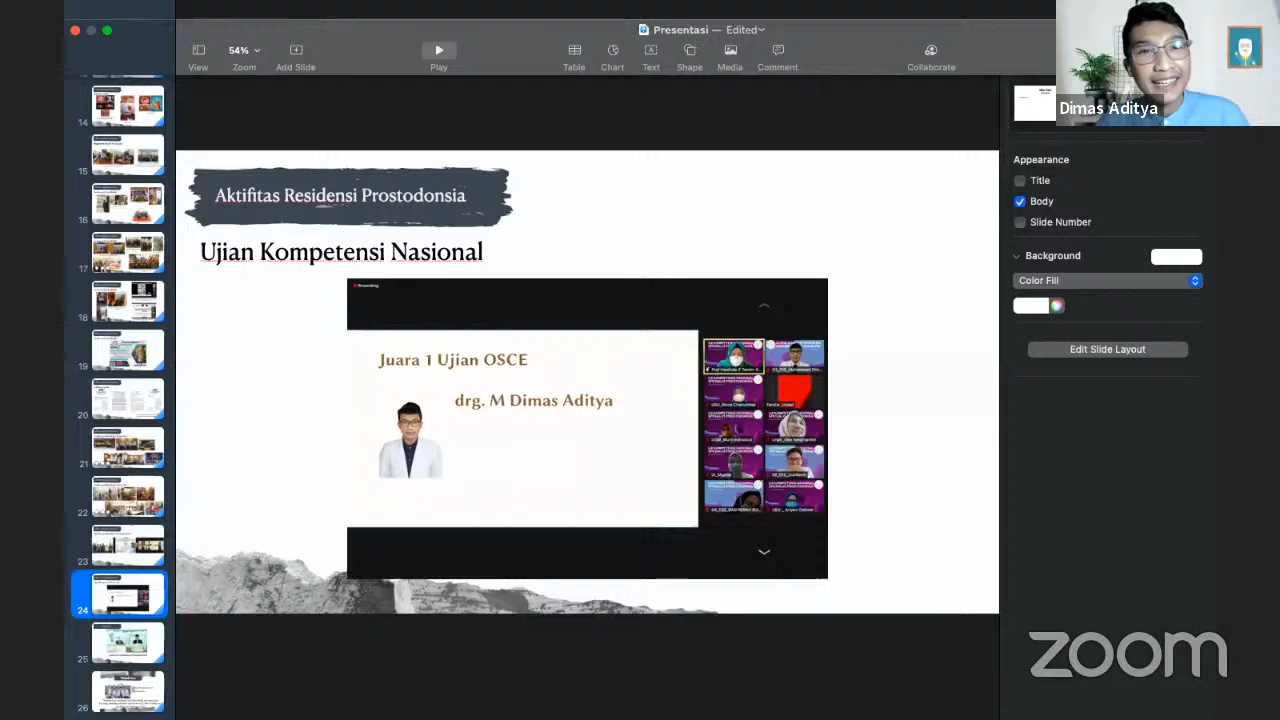 Presentasi — Edited
54%
View
Zoom
Add Slide
Play
Table
Chart
Text
Shape
Media
Comment
Collaborate
Dimas Aditya
14
15
16
17
18
19
20
21
22
23
24
25
26
Aktifitas Residensi Prostodonsia
Ujian Kompetensi Nasional
Presenting
Juara 1 Ujian OSCE
drg. M Dimas Aditya
Appearance
Title
Body
Slide Number
Background
Color Fill
Edit Slide Layout
zoom